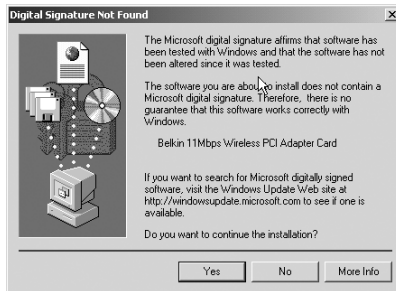 Digital Signature Not Found
The Microsoft digital signature affirms that software has
been tested with Windows and that the software has not
been altered since it was tested.
The software you are about to install does not contain a
Microsoft digital signature. Therefore, there is no
guarantee that this software works correctly with
Windows.
Belkin 11Mbps Wireless PCI Adapter Card
If you want to search for Microsoft digitally signed
software, visit the Windows Update Web site at
http://windowsupdate.microsoft.com to see if one is
available.
Do you want to continue the installation?
Yes No More Info